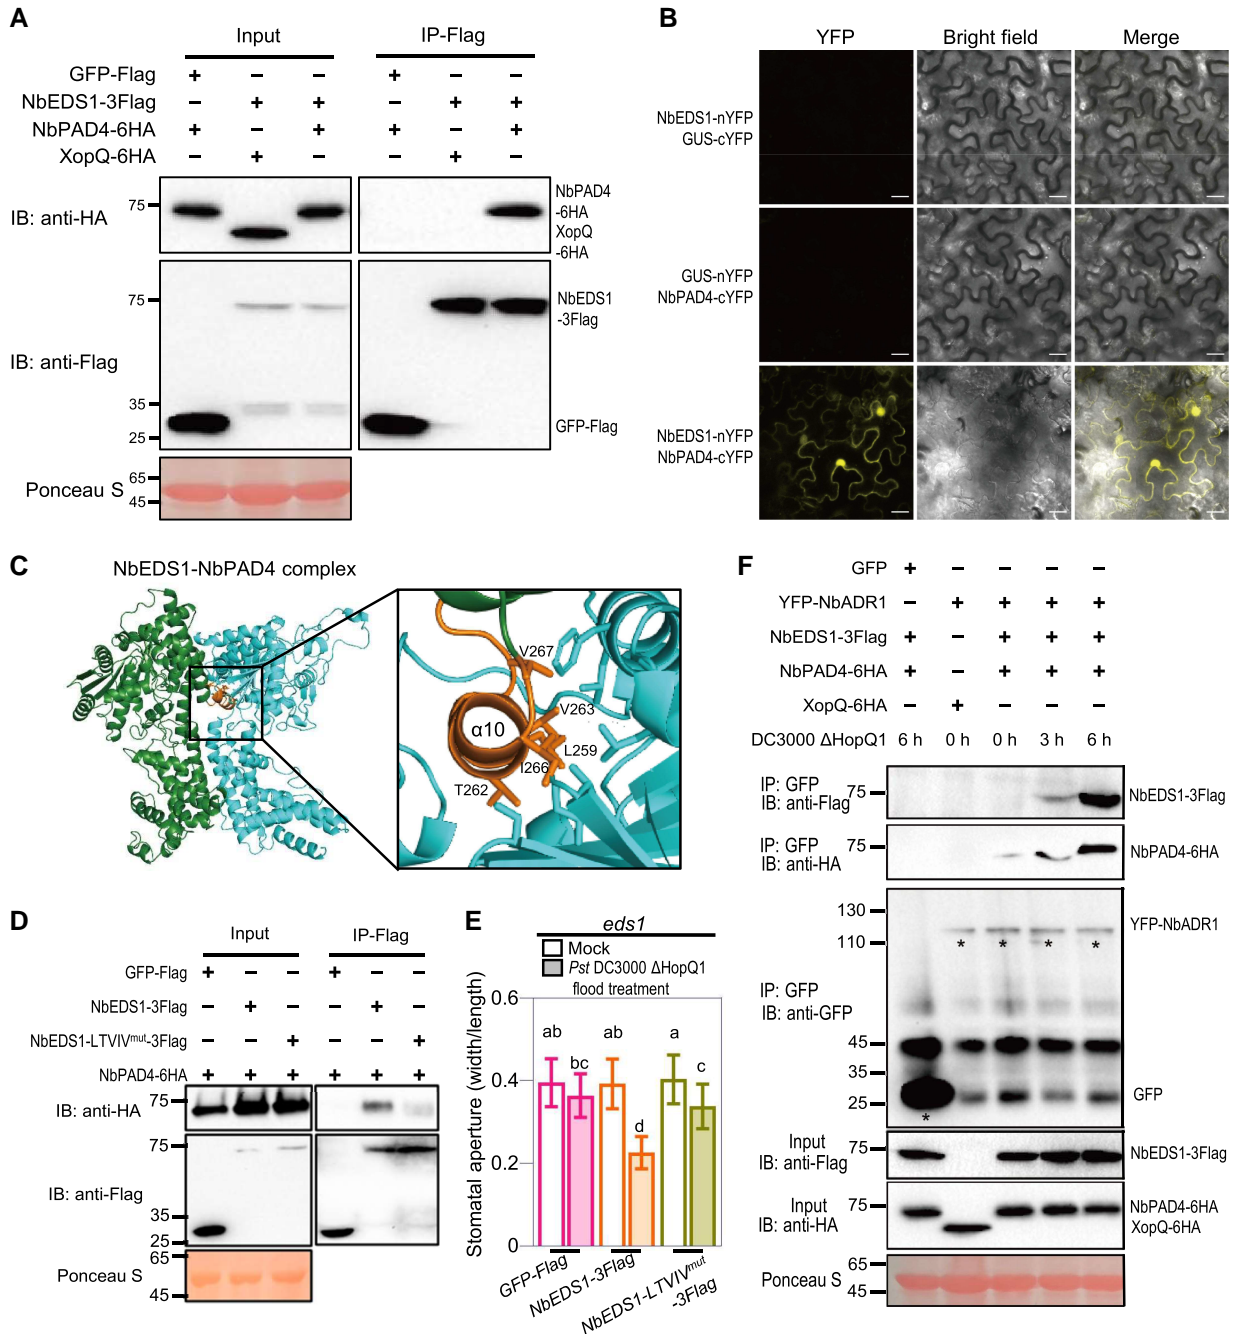 A
Input
IP-Flag
GFP-Flag + − − + − −
NbEDS1-3Flag − + + − + +
NbPAD4-6HA + − + + − +
XopQ-6HA − + − − + −
IB: anti-HA
75
NbPAD4
-6HA
XopQ
-6HA
IB: anti-Flag
75
35
25
NbEDS1
-3Flag
GFP-Flag
Ponceau S
65
45
B
YFP
Bright field
Merge
NbEDS1-nYFP
GUS-cYFP
GUS-nYFP
NbPAD4-cYFP
NbEDS1-nYFP
NbPAD4-cYFP
C
NbEDS1-NbPAD4 complex
V267
V263
α10
L259
I266
T262
D
Input
IP-Flag
GFP-Flag + − − + − −
NbEDS1-3Flag − + − − + −
NbEDS1-LTVIVmut-3Flag − − + − − +
NbPAD4-6HA + + + + + +
IB: anti-HA
75
IB: anti-Flag
75
35
25
Ponceau S
65
45
E
eds1
Mock
Pst DC3000 ΔHopQ1
flood treatment
Stomatal aperture (width/length)
0.6
0.4
0.2
0
ab
bc
ab
d
a
c
GFP-Flag
NbEDS1-3Flag
NbEDS1-LTVIVmut
-3Flag
F
GFP + − − − −
YFP-NbADR1 − + + + +
NbEDS1-3Flag + − + + +
NbPAD4-6HA + − + + +
XopQ-6HA − + − − −
DC3000 ΔHopQ1 6 h 0 h 0 h 3 h 6 h
IP: GFP
IB: anti-Flag
75
NbEDS1-3Flag
IP: GFP
IB: anti-HA
75
NbPAD4-6HA
130
110
YFP-NbADR1
* * * *
IP: GFP
IB: anti-GFP
45
35
25
GFP
*
Input
IB: anti-Flag
75
NbEDS1-3Flag
Input
IB: anti-HA
75
NbPAD4-6HA
XopQ-6HA
Ponceau S
65
45